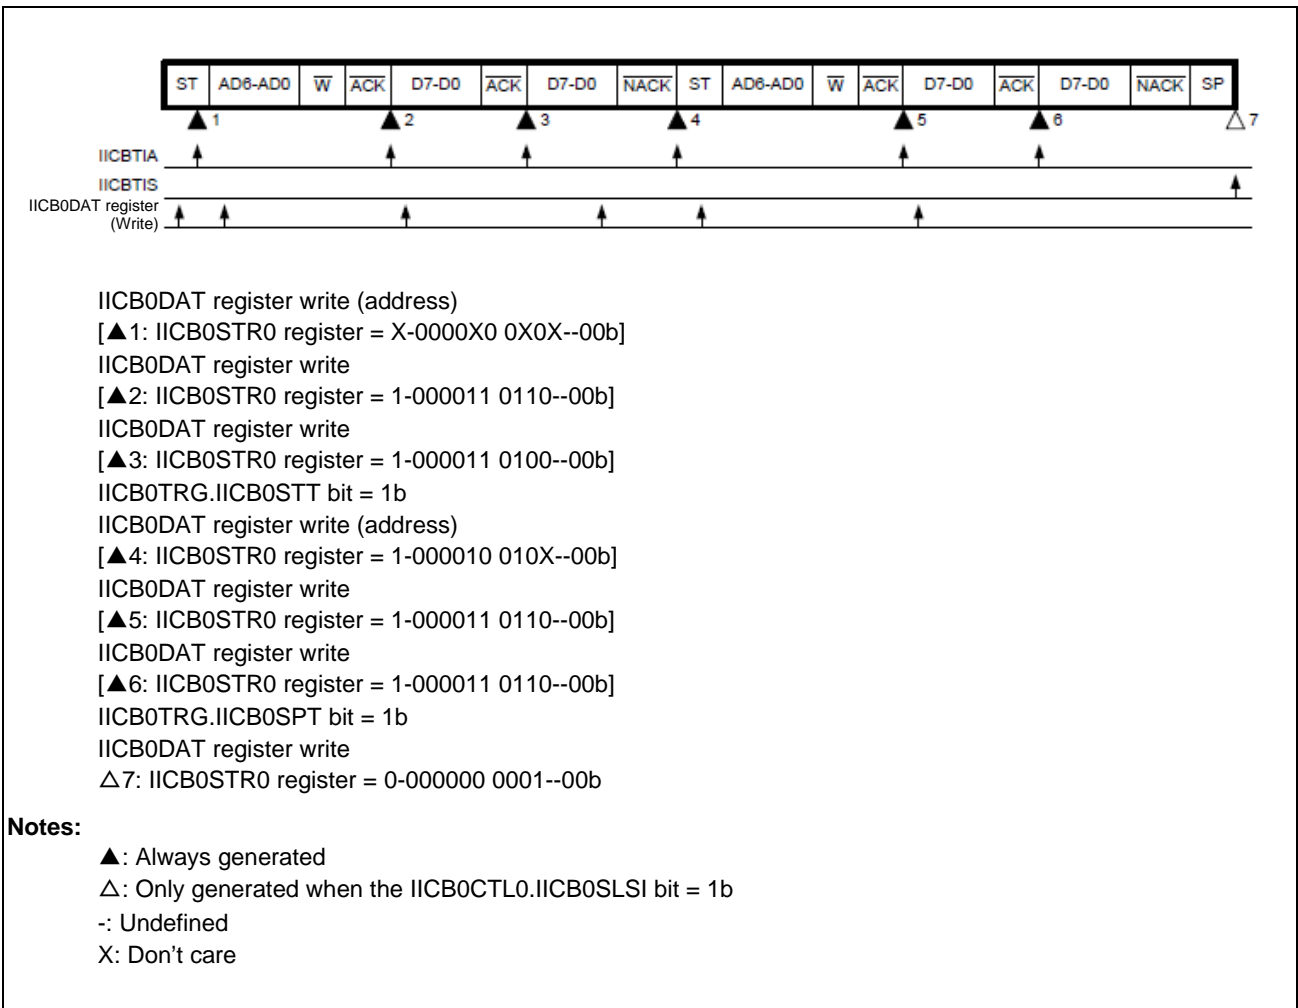 ST AD6-AD0 W ACK D7-D0 ACK D7-D0 NACK ST AD6-AD0 W ACK D7-D0 ACK D7-D0 NACK SP
▲1 ▲2 ▲3 ▲4 ▲5 ▲6 △7
IICBTIA
IICBTIS
IICB0DAT register
(Write)
IICB0DAT register write (address)
[▲1: IICB0STR0 register = X-0000X0 0X0X--00b]
IICB0DAT register write
[▲2: IICB0STR0 register = 1-000011 0110--00b]
IICB0DAT register write
[▲3: IICB0STR0 register = 1-000011 0100--00b]
IICB0TRG.IICB0STT bit = 1b
IICB0DAT register write (address)
[▲4: IICB0STR0 register = 1-000010 010X--00b]
IICB0DAT register write
[▲5: IICB0STR0 register = 1-000011 0110--00b]
IICB0DAT register write
[▲6: IICB0STR0 register = 1-000011 0110--00b]
IICB0TRG.IICB0SPT bit = 1b
IICB0DAT register write
△7: IICB0STR0 register = 0-000000 0001--00b
Notes:
▲: Always generated
△: Only generated when the IICB0CTL0.IICB0SLSI bit = 1b
-: Undefined
X: Don't care